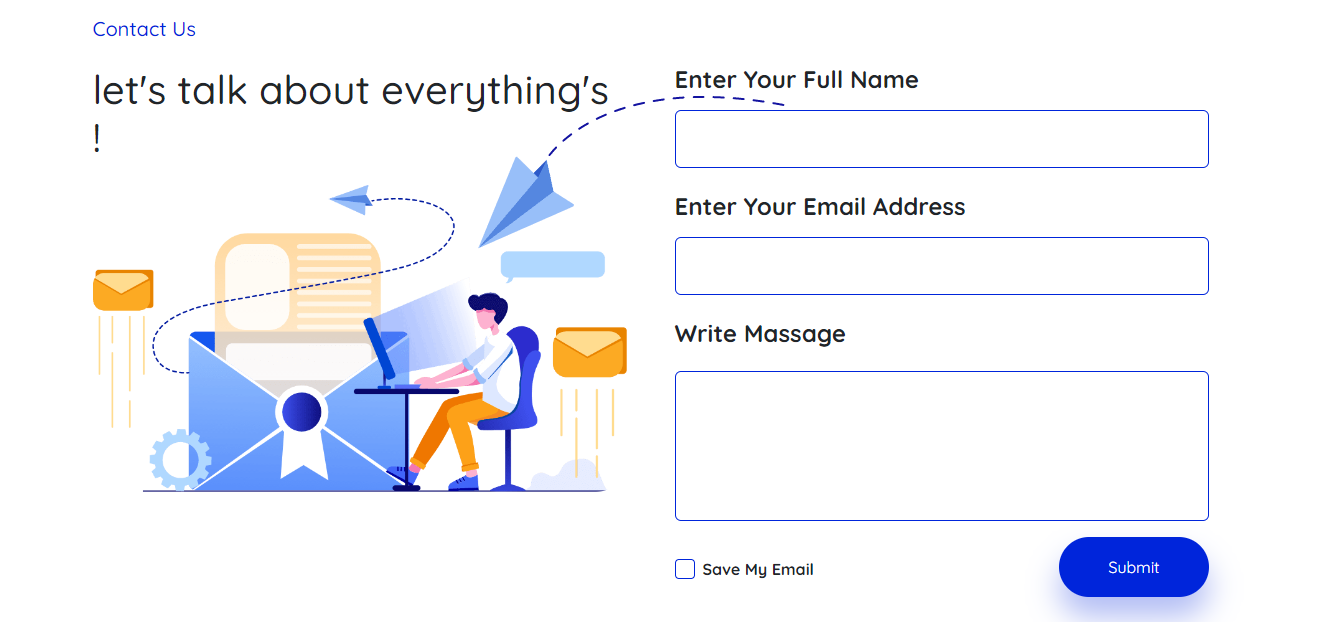 Contact Us
let's talk about everything's
!
Enter Your Full Name
Enter Your Email Address
Write Massage
Save My Email
Submit